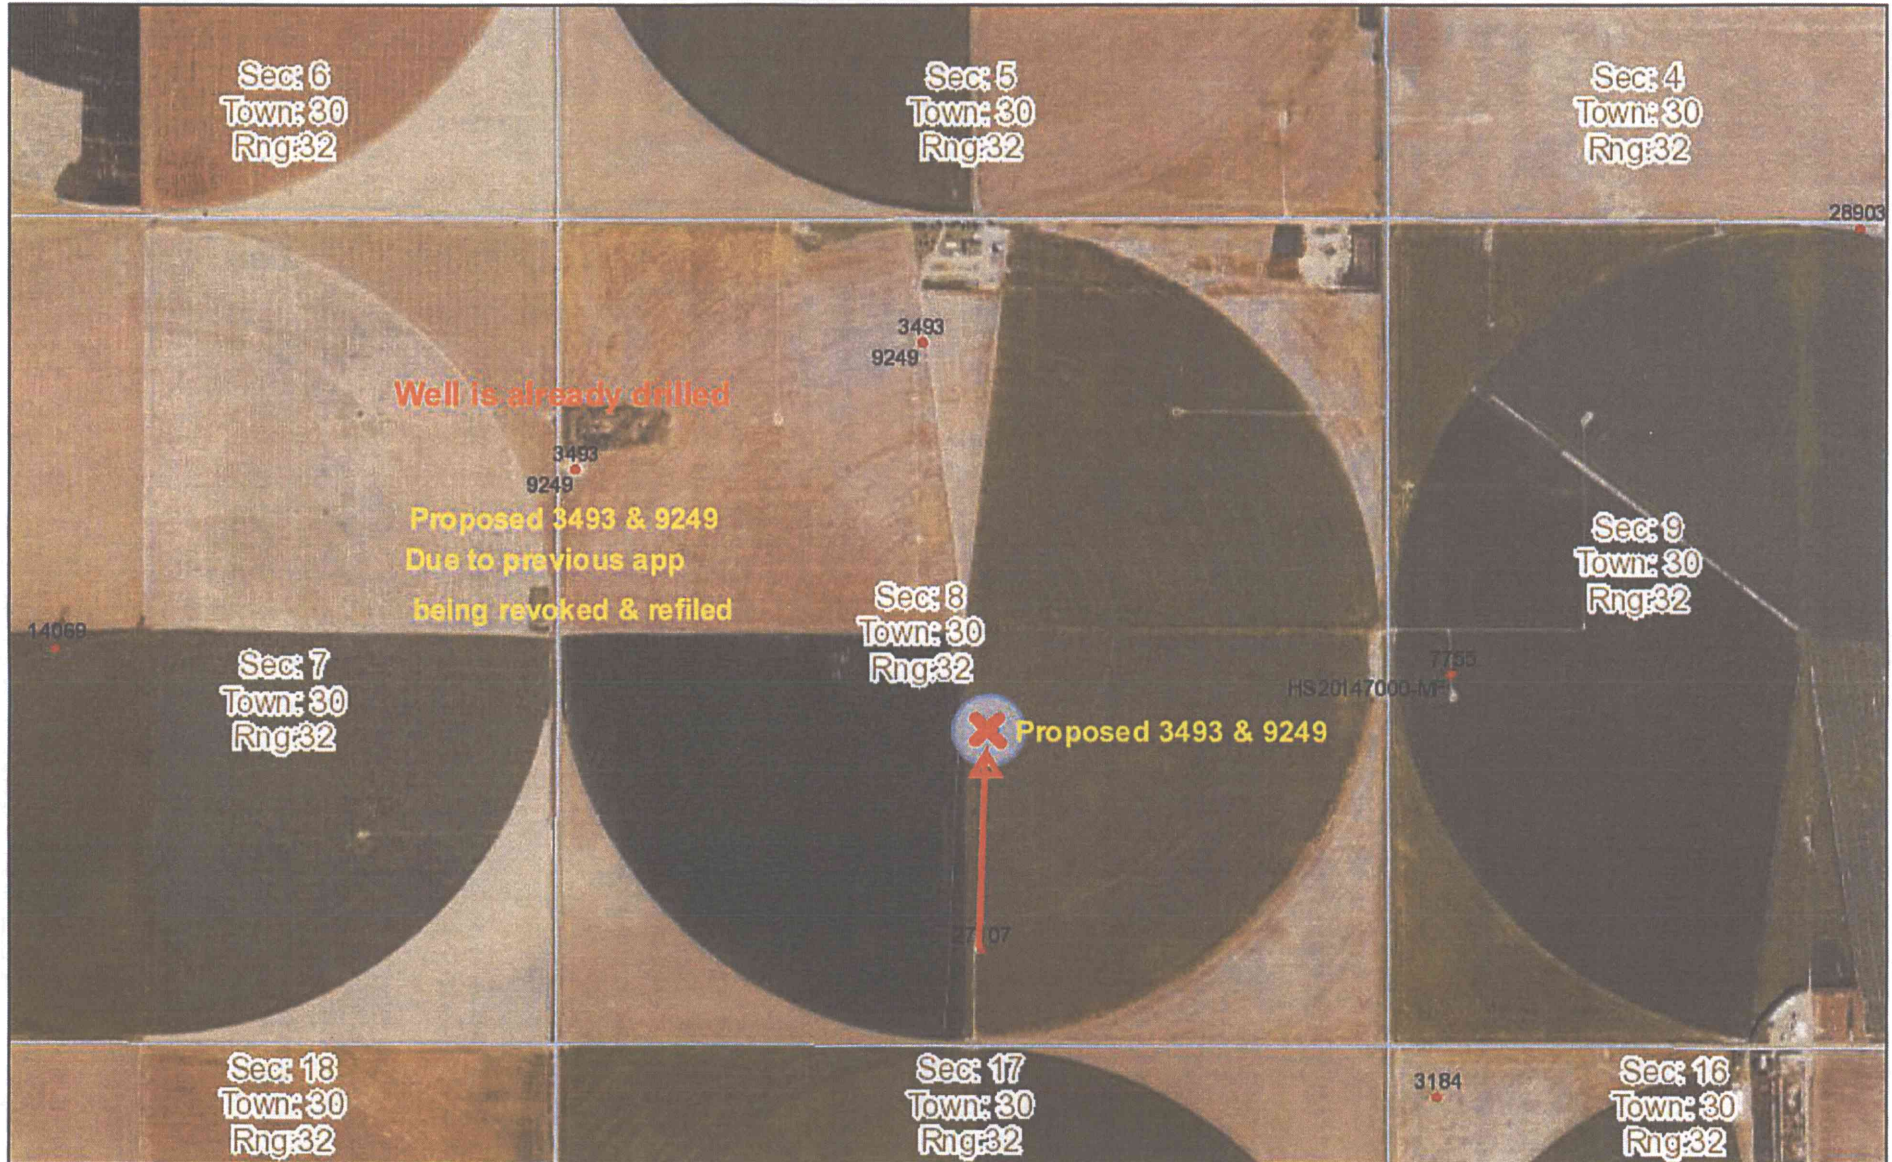 Sec: 6
Town: 30
Rng:32
Sec: 5
Town: 30
Rng:32
Sec: 4
Town: 30
Rng:32
28903
3493
9249
Well is already drilled
3493
9249
Proposed 3493 & 9249
Due to previous app
being revoked & refiled
Sec: 9
Town: 30
Rng:32
Sec: 8
Town: 30
Rng:32
14069
Sec: 7
Town: 30
Rng:32
7755
Proposed 3493 & 9249
Sec: 18
Town: 30
Rng:32
Sec: 17
Town: 30
Rng:32
3184
Sec: 16
Town: 30
Rng:32